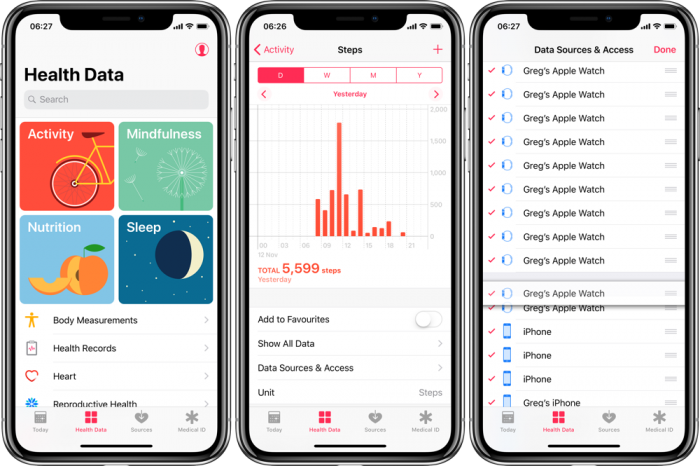 06:27
Health Data
Search
Activity
Mindfulness
Nutrition
Sleep
Body Measurements
Health Records
Heart
Reproductive Health
Today
Health Data
Sources
Medical ID
06:26
Activity
Steps
D W M Y
Yesterday
2,000
1,500
1,000
500
0
00 03 06 09 12 15 18 21
12 Nov
TOTAL 5,599 steps
Yesterday
Add to Favourites
Show All Data
Data Sources & Access
Unit Steps
Today
Health Data
Sources
Medical ID
06:27
Data Sources & Access
Done
Greg's Apple Watch
Greg's Apple Watch
Greg's Apple Watch
Greg's Apple Watch
Greg's Apple Watch
Greg's Apple Watch
Greg's Apple Watch
Greg's Apple Watch
Greg's Apple Watch
Greg's Apple Watch
Greg's Apple Watch
iPhone
iPhone
iPhone
Greg's iPhone
Today
Health Data
Sources
Medical ID